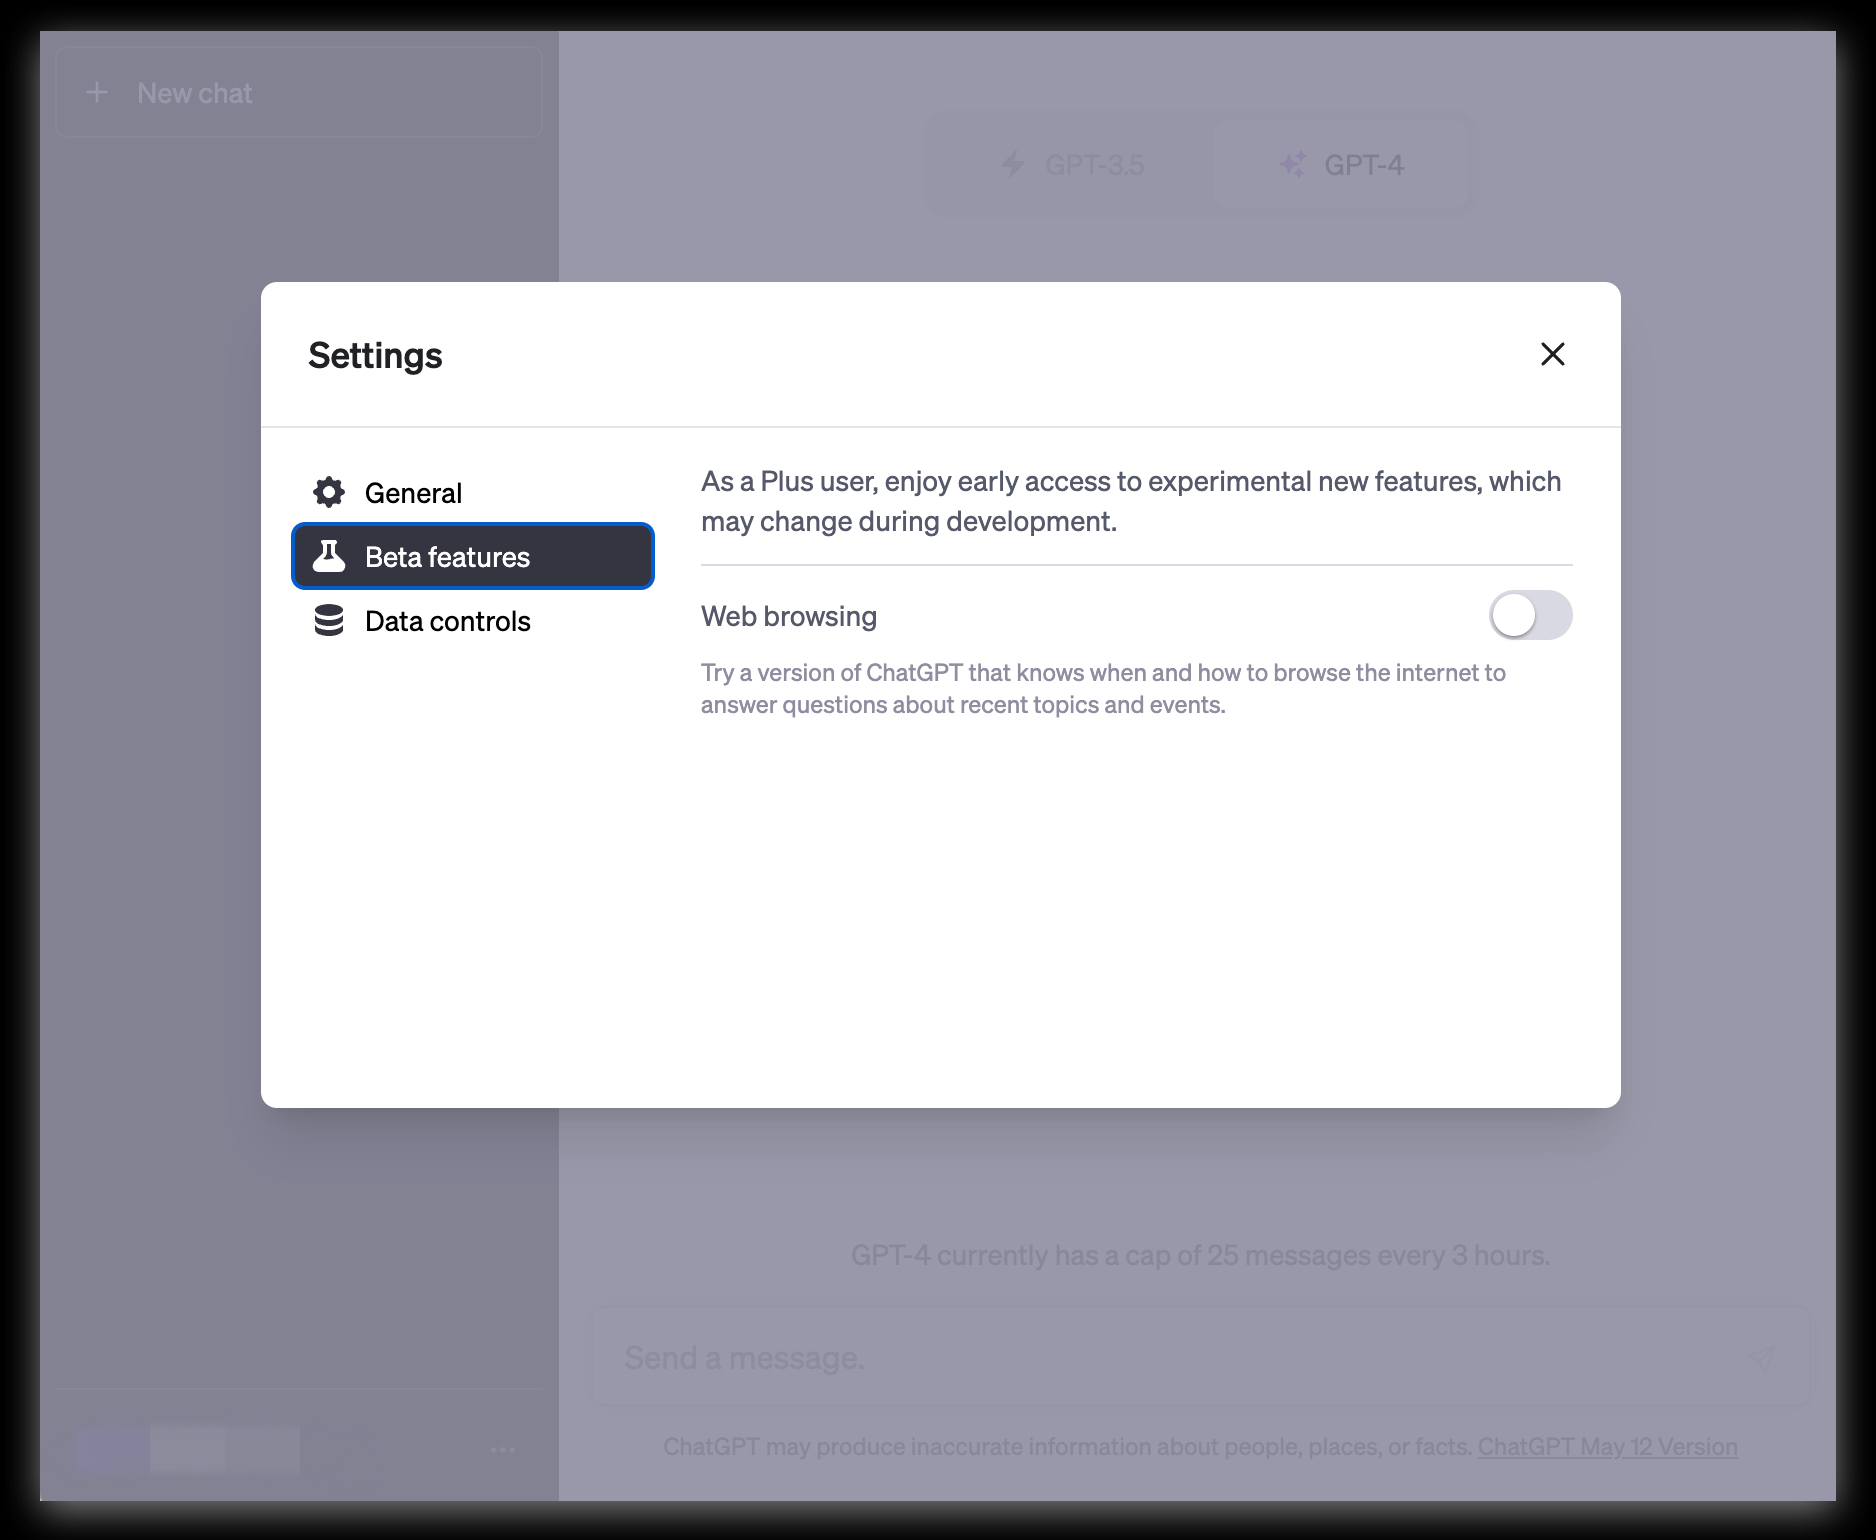 New chat
GPT-3.5
GPT-4
Settings
General
Beta features
Data controls
As a Plus user, enjoy early access to experimental new features, which
may change during development.
Web browsing
Try a version of ChatGPT that knows when and how to browse the internet to
answer questions about recent topics and events.
GPT-4 currently has a cap of 25 messages every 3 hours.
Send a message.
ChatGPT may produce inaccurate information about people, places, or facts. ChatGPT May 12 Version